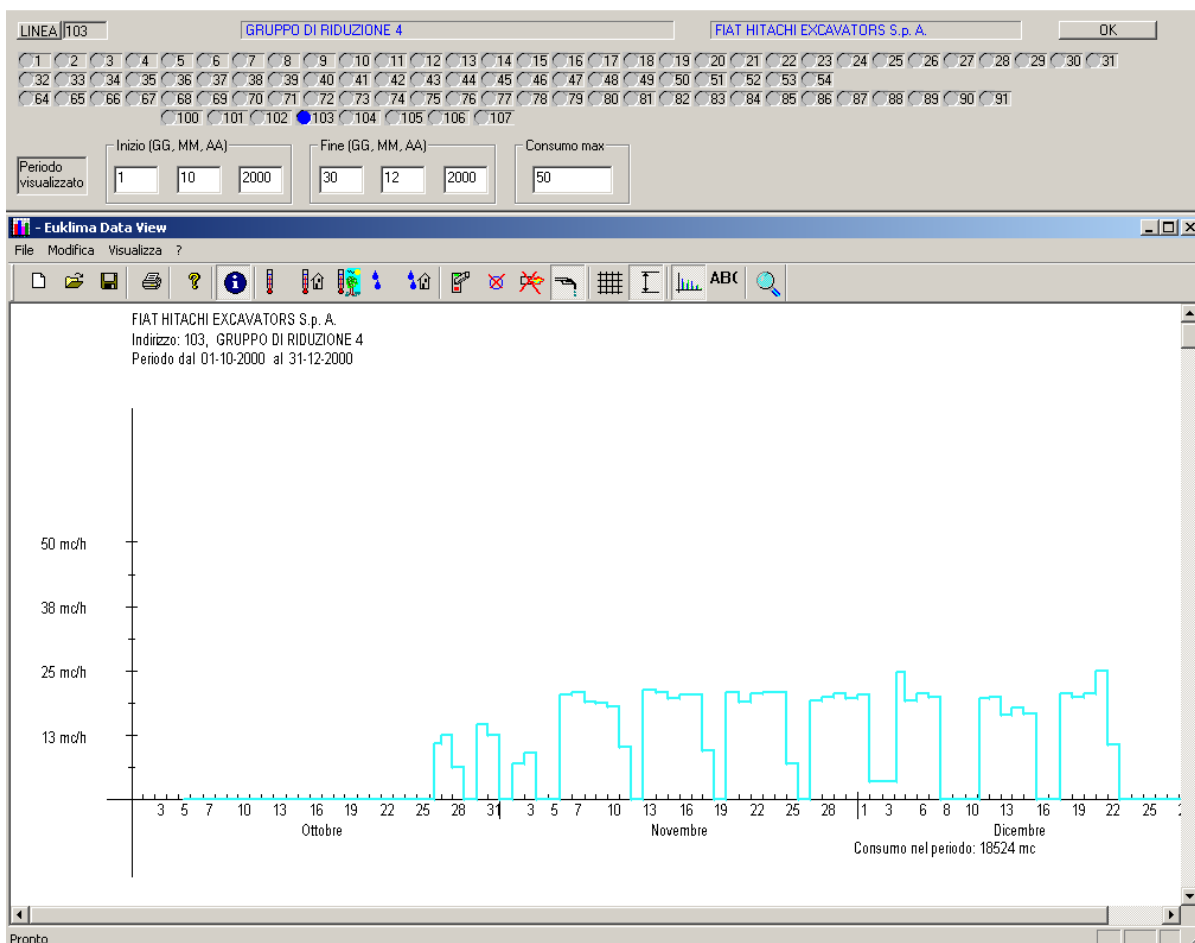 LINEA 103 GRUPPO DI RIDUZIONE 4 FIAT HITACHI EXCAVATORS S.p. A. OK
1 2 3 4 5 6 7 8 9 10 11 12 13 14 15 16 17 18 19 20 21 22 23 24 25 26 27 28 29 30 31
32 33 34 35 36 37 38 39 40 41 42 43 44 45 46 47 48 49 50 51 52 53 54
64 65 66 67 68 69 70 71 72 73 74 75 76 77 78 79 80 81 82 83 84 85 86 87 88 89 90 91
100 101 102 103 104 105 106 107
Inizio (GG, MM, AA) Fine (GG, MM, AA) Consumo max
Periodo
visualizzato
1 10 2000 30 12 2000 50
- Euklima Data View
File Modifica Visualizza ?
ABC
FIAT HITACHI EXCAVATORS S.p. A.
Indirizzo: 103, GRUPPO DI RIDUZIONE 4
Periodo dal 01-10-2000 al 31-12-2000
50 mc/h
38 mc/h
25 mc/h
13 mc/h
3 5 7 10 13 16 19 22 25 28 31 3 5 7 10 13 16 19 22 25 28 1 3 6 8 10 13 16 19 22 25
Ottobre Novembre Dicembre
Consumo nel periodo: 18524 mc
Pronto